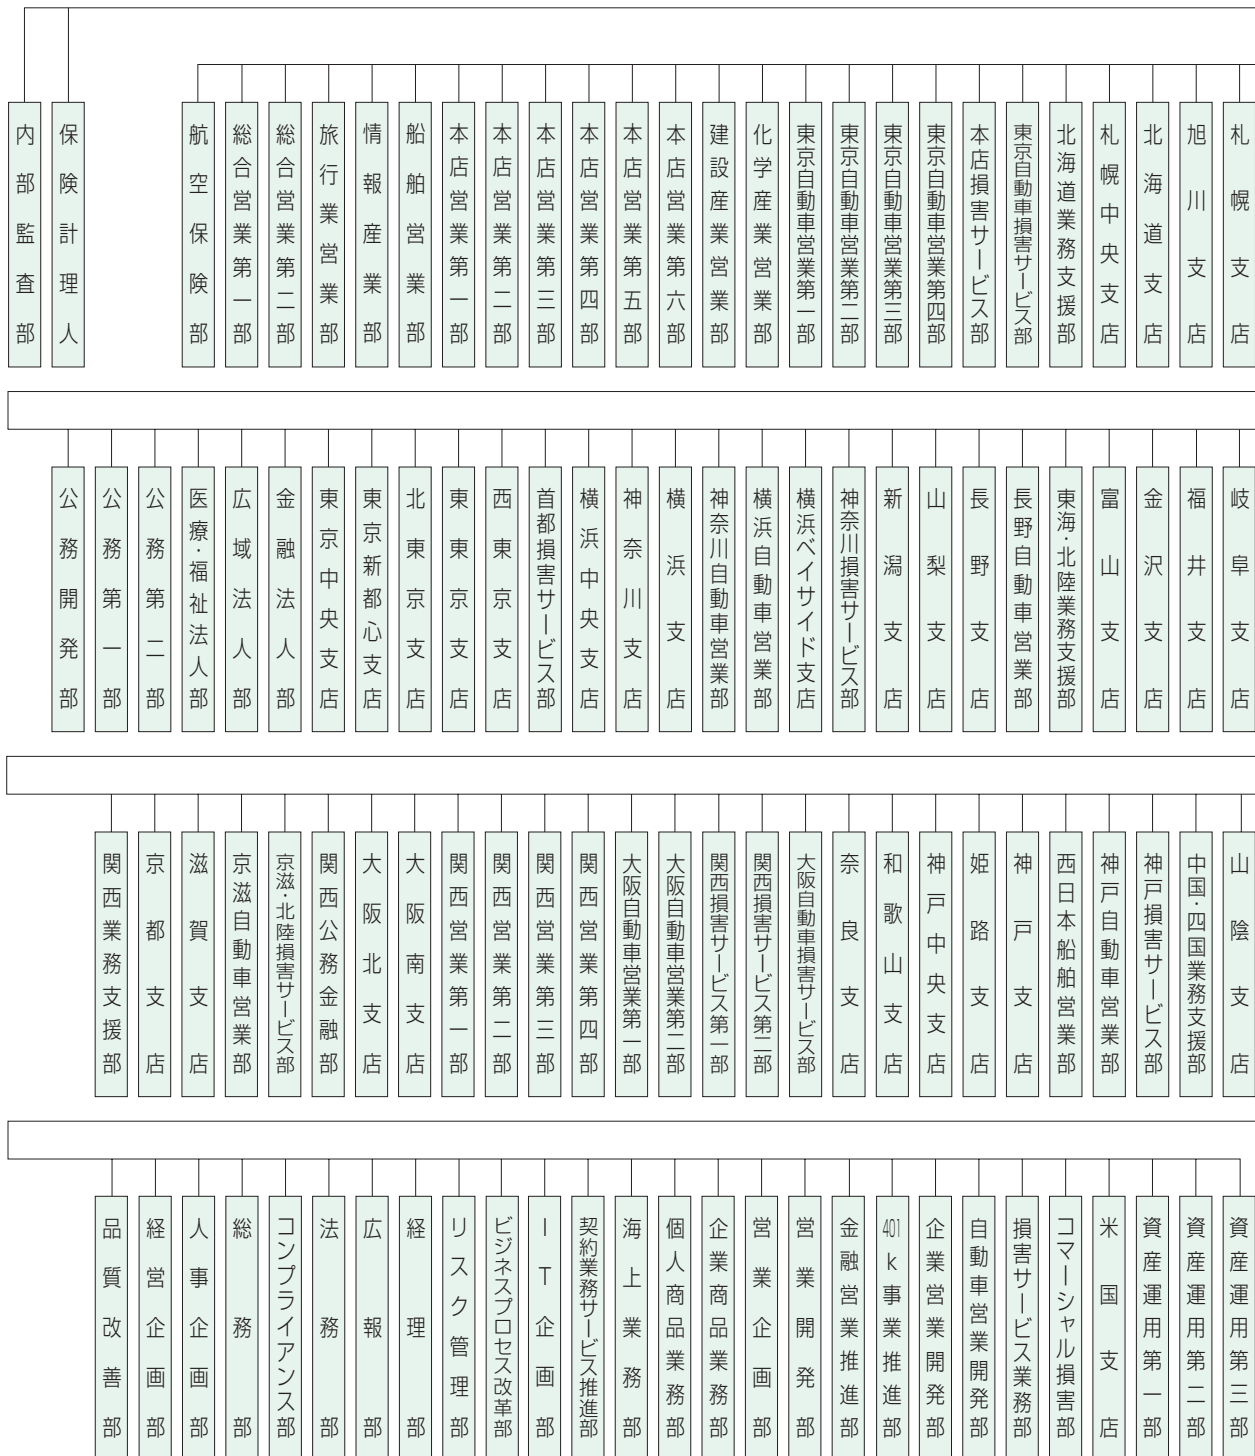 札幌支店
旭川支店
北海道支店
札幌中央支店
北海道業務支援部
東京自動車損害サービス部
本店損害サービス部
東京自動車営業第四部
東京自動車営業第三部
東京自動車営業第二部
東京自動車営業第一部
化学産業営業部
建設産業営業部
本店営業第六部
本店営業第五部
本店営業第四部
本店営業第三部
本店営業第二部
本店営業第一部
船舶営業部
情報産業部
旅行業営業部
総合営業第二部
総合営業第一部
航空保険部
保険計理人
内部監査部
岐阜支店
福井支店
金沢支店
富山支店
東海・北陸業務支援部
長野自動車営業部
長野支店
山梨支店
新潟支店
神奈川損害サービス部
横浜ベイサイド支店
横浜自動車営業部
神奈川自動車営業部
横浜支店
神奈川支店
横浜中央支店
首都損害サービス部
西東京支店
東東京支店
北東京支店
東京新都心支店
東京中央支店
金融法人部
広域法人部
医療・福祉法人部
公務第二部
公務第一部
公務開発部
山陰支店
中国・四国業務支援部
神戸損害サービス部
神戸自動車営業部
西日本船舶営業部
神戸支店
姫路支店
神戸中央支店
和歌山支店
奈良支店
大阪自動車損害サービス部
関西損害サービス第二部
関西損害サービス第一部
大阪自動車営業第二部
大阪自動車営業第一部
関西営業第四部
関西営業第三部
関西営業第二部
関西営業第一部
大阪南支店
大阪北支店
関西公務金融部
京滋・北陸損害サービス部
京滋自動車営業部
滋賀支店
京都支店
関西業務支援部
資産運用第三部
資産運用第二部
資産運用第一部
米国支店
コマーシャル損害部
損害サービス業務部
自動車営業開発部
企業営業開発部
401k事業推進部
金融営業推進部
営業開発部
営業企画部
企業商品業務部
個人商品業務部
海上業務部
契約業務サービス推進部
IT企画部
ビジネスプロセス改革部
リスク管理部
経理部
広報部
法務部
コンプライアンス部
総務部
人事企画部
経営企画部
品質改善部